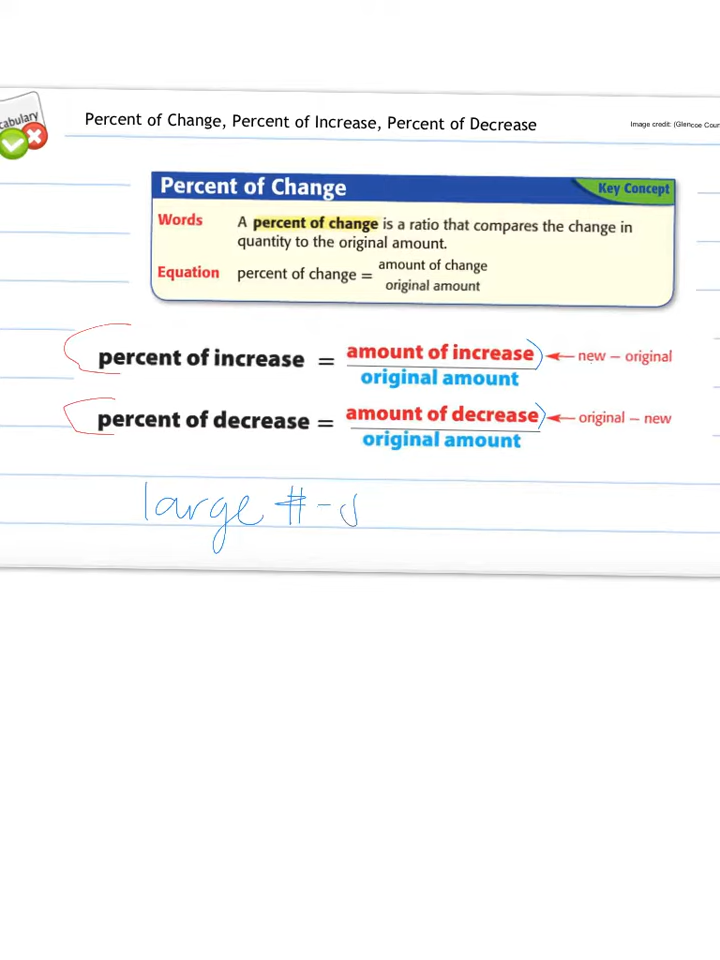 cabulary
Percent of Change, Percent of Increase, Percent of Decrease
Image credit: (Glencoe Cour
Percent of Change
Key Concept
Words
A percent of change is a ratio that compares the change in
quantity to the original amount.
Equation
percent of change = amount of change
original amount
percent of increase = amount of increase
original amount
new – original
percent of decrease = amount of decrease
original amount
original – new
large # -